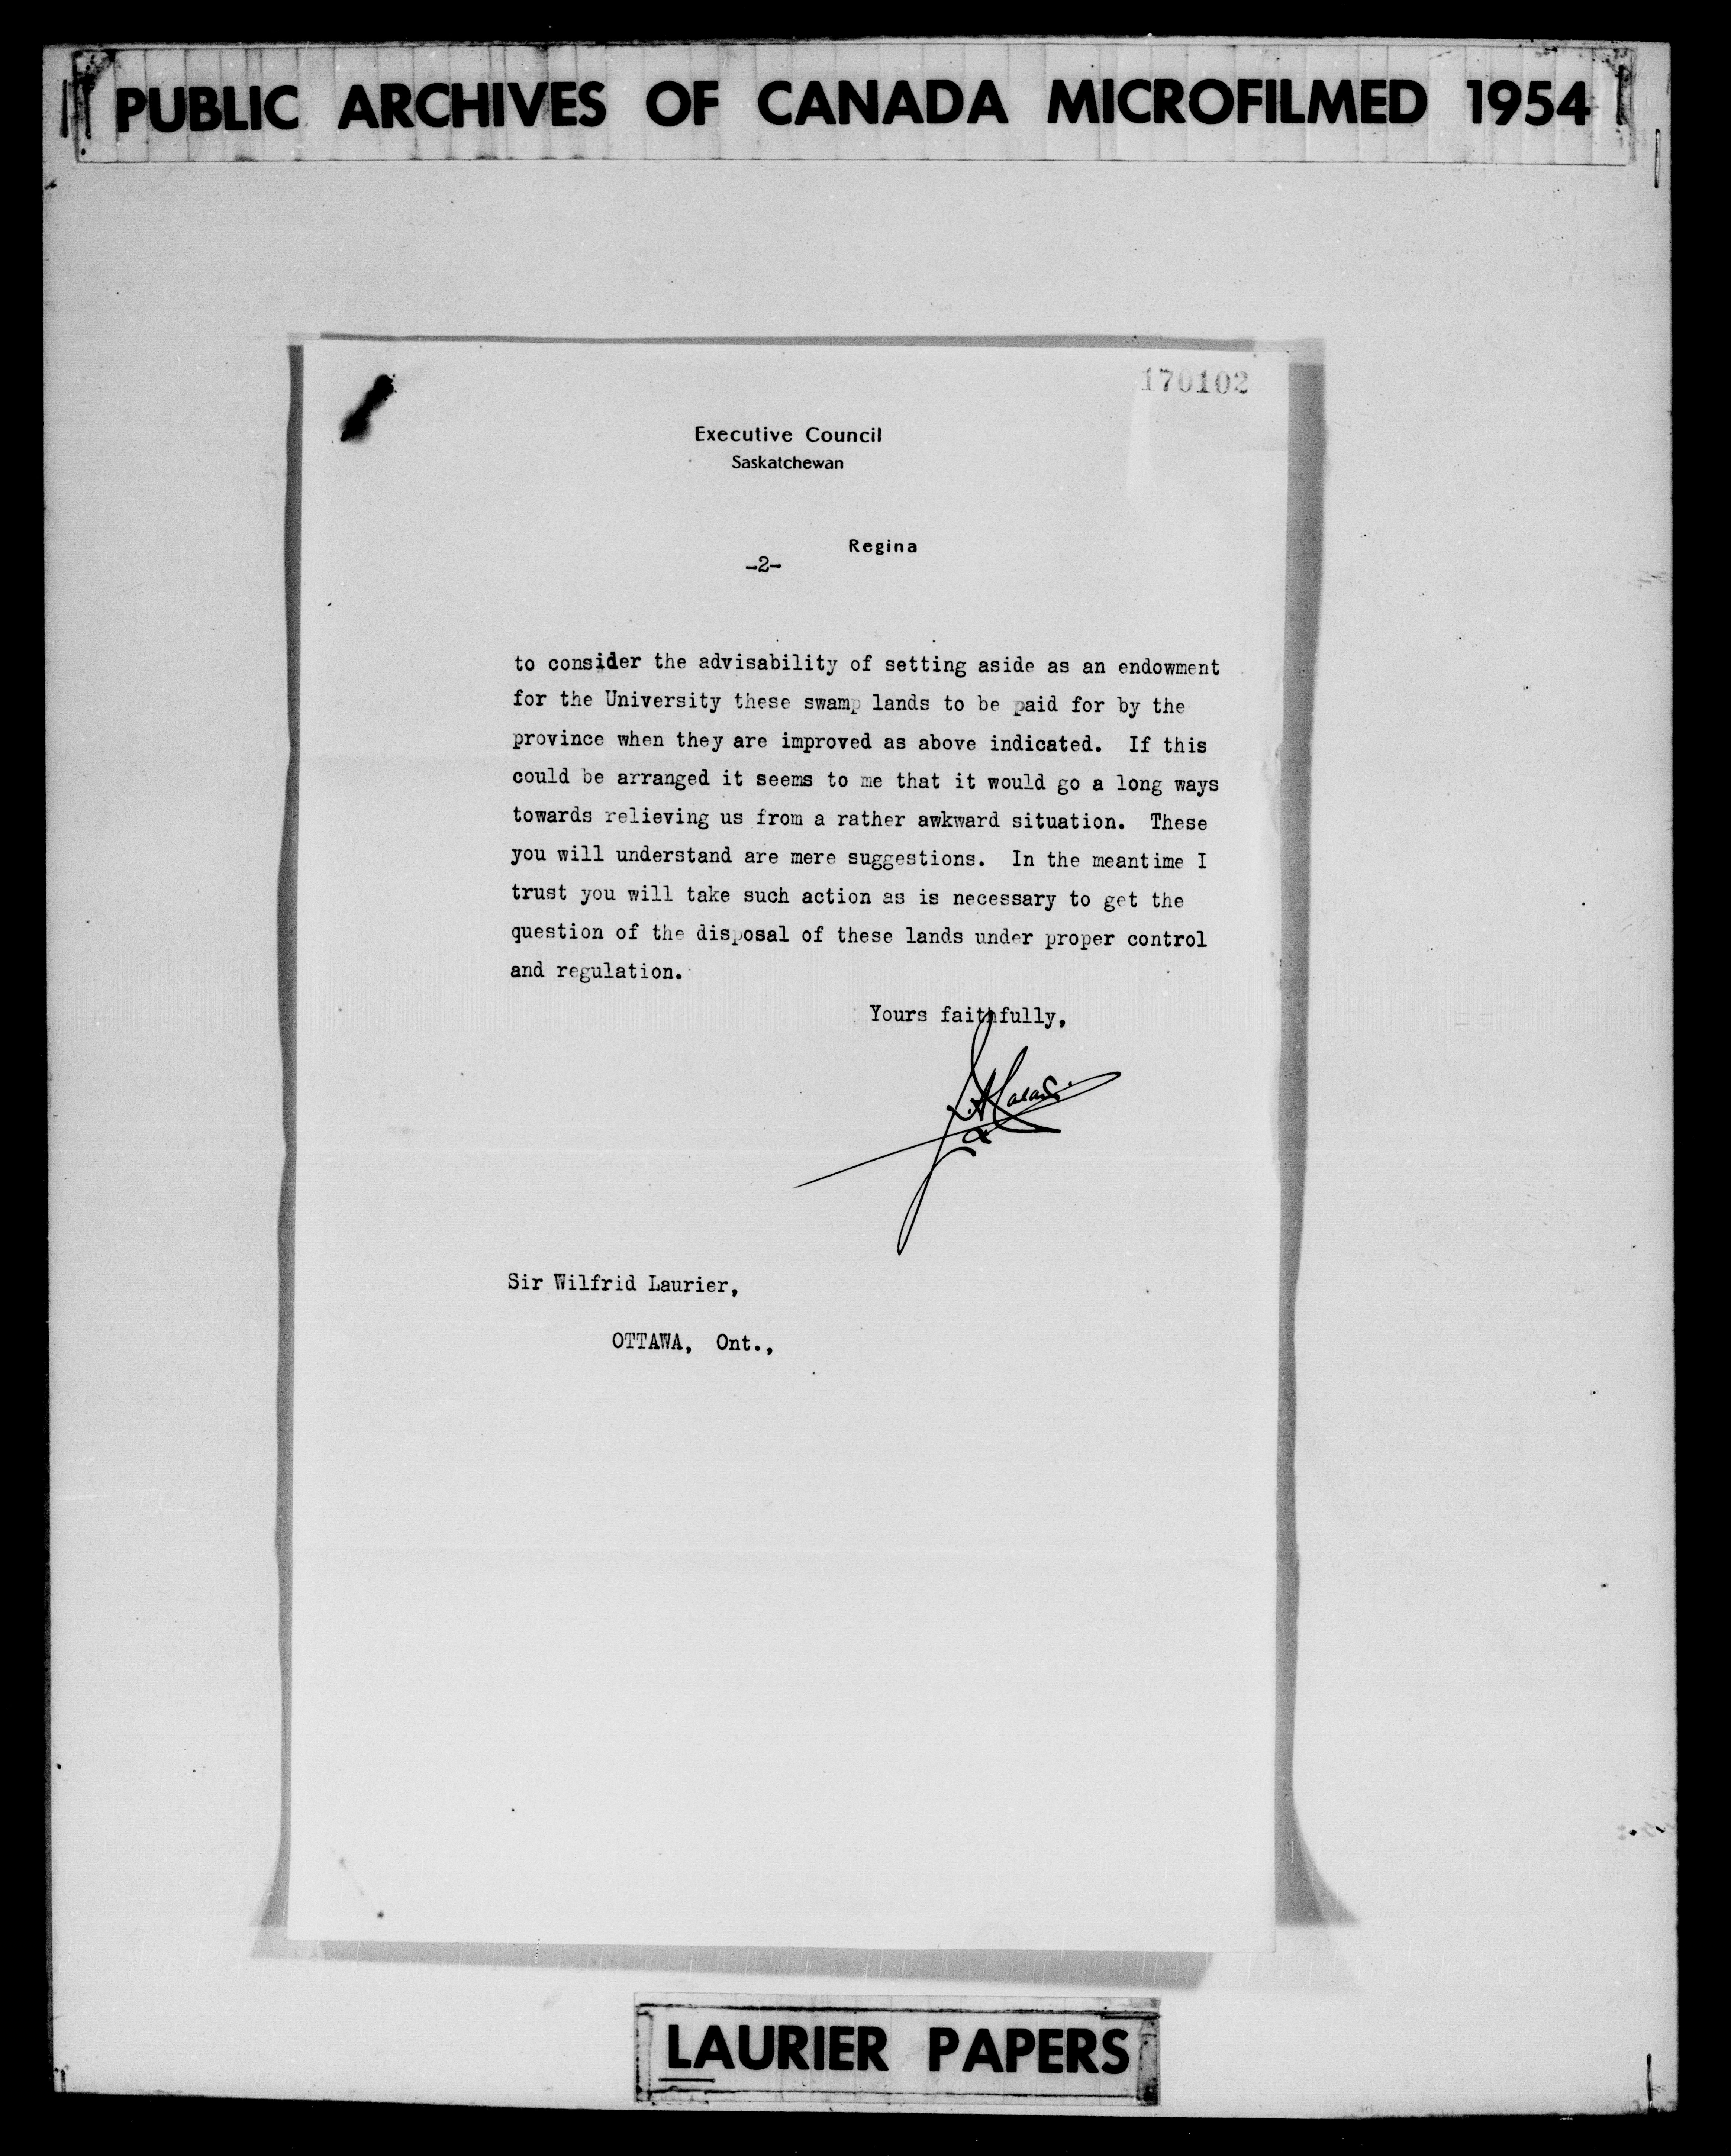 PUBLIC ARCHIVES OF CANADA MICROFILMED 1954
170102
Executive Council
Saskatchewan
Regina
-2-
to consider the advisability of setting aside as an endowment
for the University these swamp lands to be paid for by the
province when they are improved as above indicated. If this
could be arranged it seems to me that it would go a long ways
towards relieving us from a rather awkward situation. These
you will understand are mere suggestions. In the meantime I
trust you will take such action as is necessary to get the
question of the disposal of these lands under proper control
and regulation.
Yours faithfully,
Sir Wilfrid Laurier,
OTTAWA, Ont.,
LAURIER PAPERS